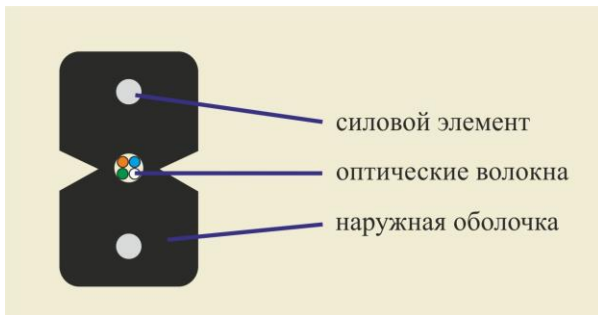 силовой элемент
оптические волокна
наружная оболочка